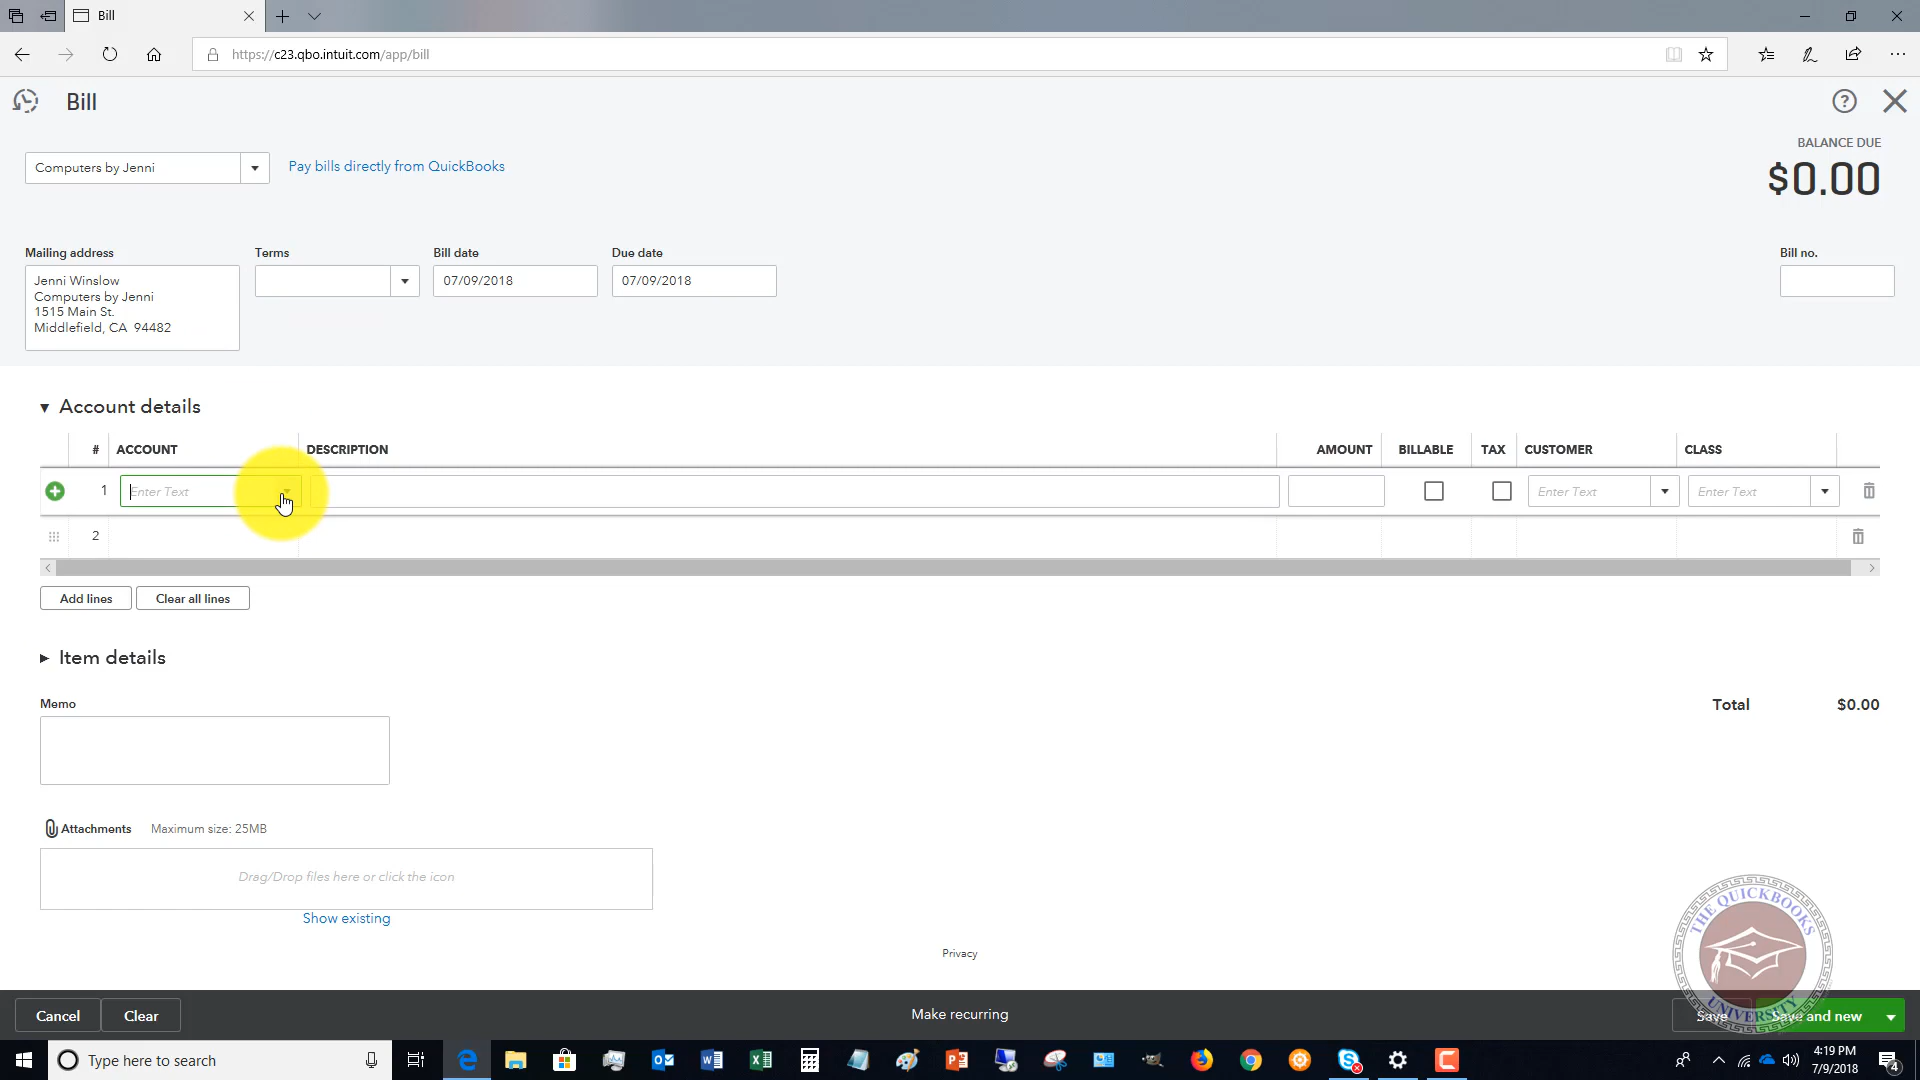 Bill
https://c23.qbo.intuit.com/app/bill
Bill
BALANCE DUE
$0.00
Computers by Jenni
Pay bills directly from QuickBooks
Mailing address
Terms
Bill date
Due date
Bill no.
Jenni Winslow
Computers by Jenni
1515 Main St.
Middlefield, CA 94482
07/09/2018
07/09/2018
Account details
# ACCOUNT DESCRIPTION AMOUNT BILLABLE TAX CUSTOMER CLASS
1 Enter Text Enter Text Enter Text
2
Add lines
Clear all lines
Item details
Memo
Total $0.00
Attachments Maximum size: 25MB
Drag/Drop files here or click the icon
Show existing
Privacy
THE QUICKBOOKS
UNIVERSITY
Cancel
Clear
Make recurring
Save
Save and new
Type here to search
4:19 PM
7/9/2018
4